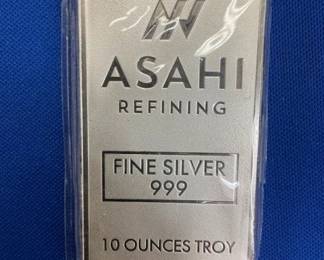 ASAHI
REFINING
FINE SILVER
999
10 OUNCES TROY